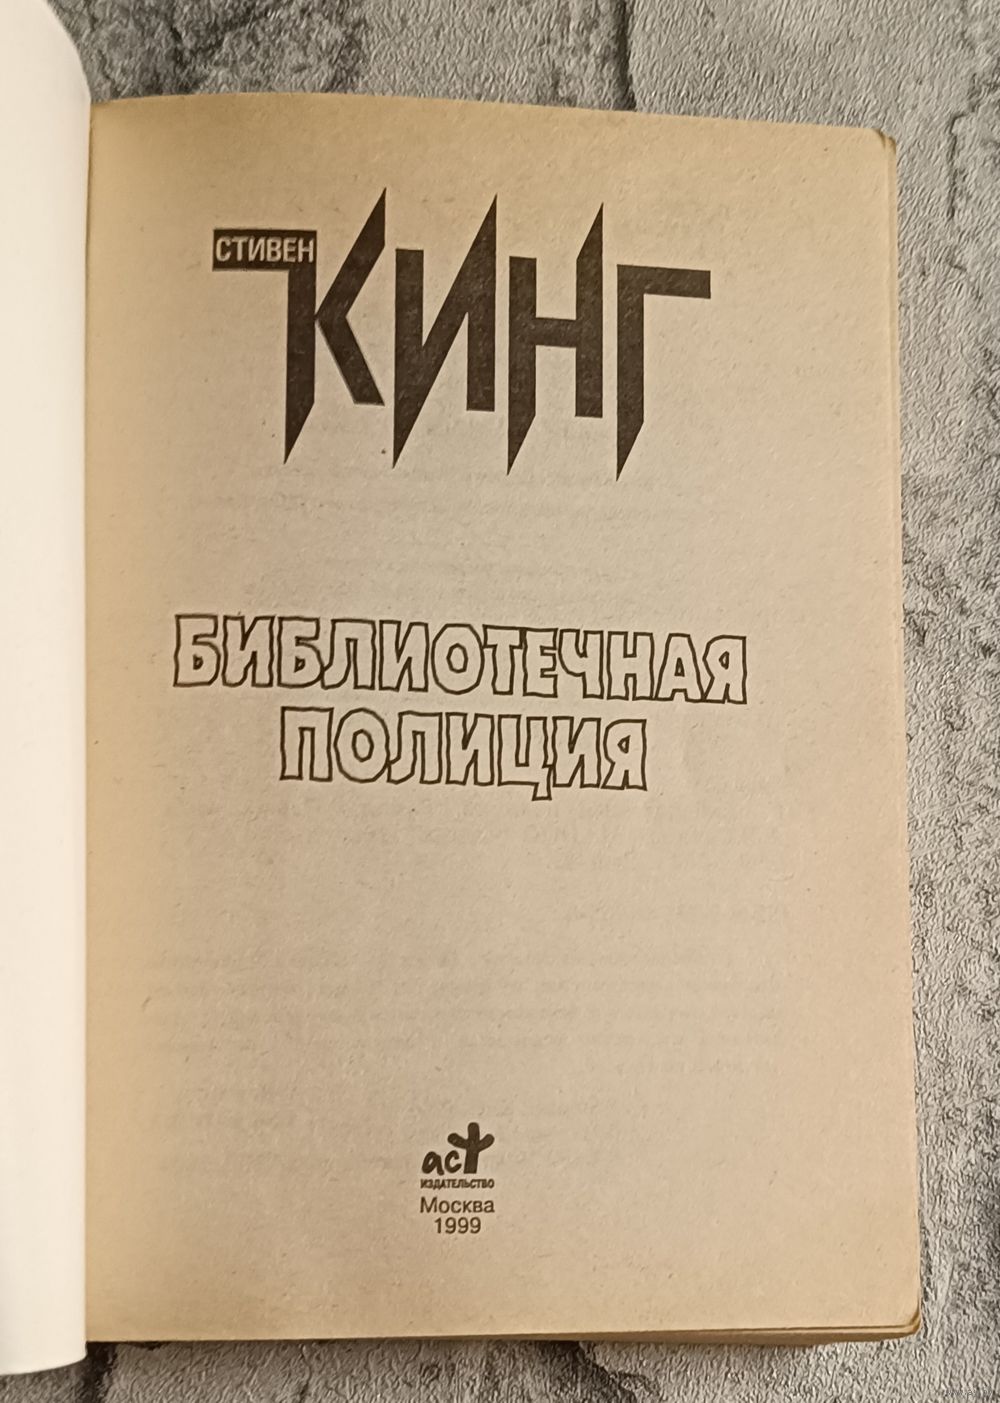 СТИВЕН
КИНГ
БИБЛИОТЕЧНАЯ
ПОЛИЦИЯ
аст
ИЗДАТЕЛЬСТВО
Москва
1999